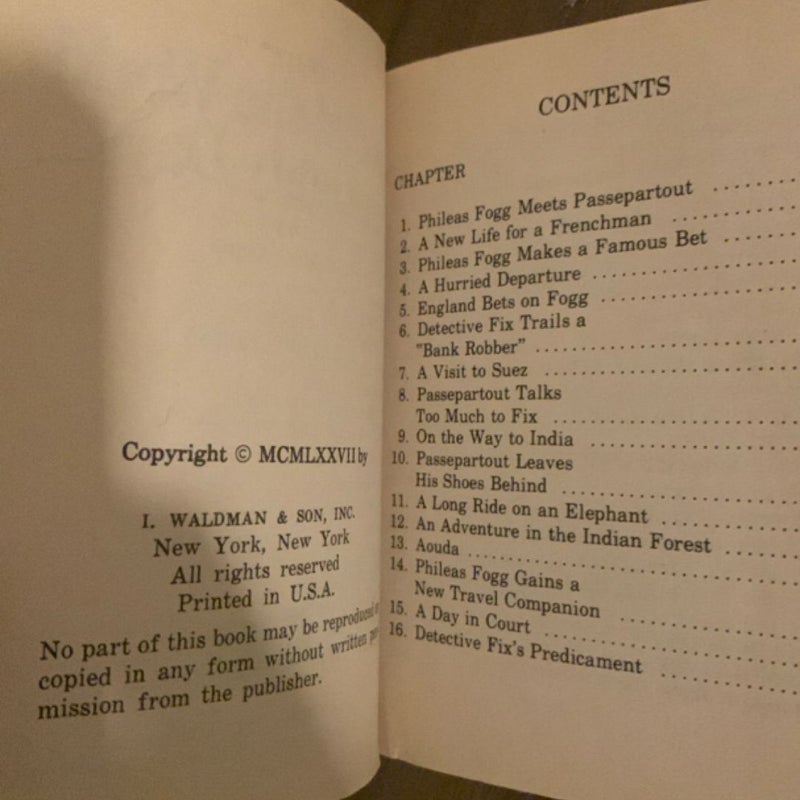 Copyright © MCMLXXVII by
I. WALDMAN & SON, INC.
New York, New York
All rights reserved
Printed in U.S.A.
No part of this book may be reproduced
copied in any form without written
mission from the publisher.
CONTENTS
CHAPTER
1. Phileas Fogg Meets Passepartout ........
2. A New Life for a Frenchman ............
3. Phileas Fogg Makes a Famous Bet .......
4. A Hurried Departure ....................
5. England Bets on Fogg ...................
6. Detective Fix Trails a
"Bank Robber" ..........................
7. A Visit to Suez ........................
8. Passepartout Talks
Too Much to Fix ........................
9. On the Way to India ....................
10. Passepartout Leaves
His Shoes Behind .......................
11. A Long Ride on an Elephant .............
12. An Adventure in the Indian Forest ......
13. Aouda ..................................
14. Phileas Fogg Gains a
New Travel Companion ...................
15. A Day in Court .........................
16. Detective Fix's Predicament ............